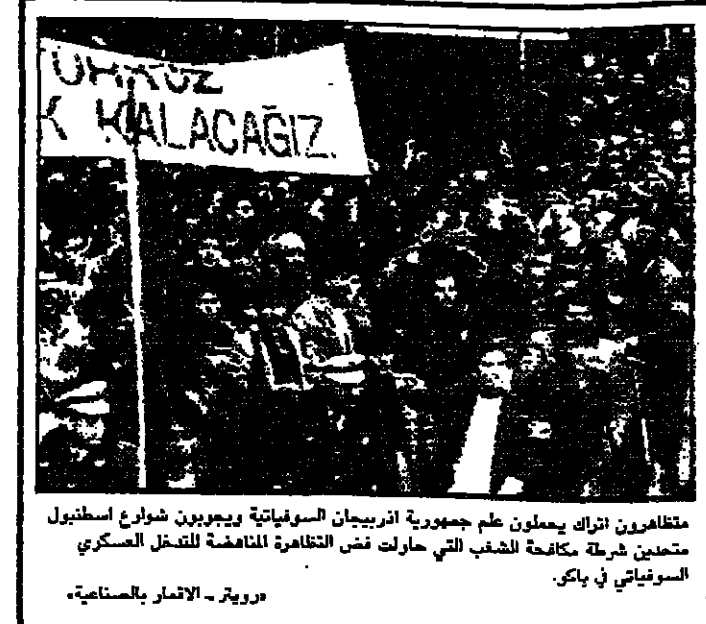 ÜRKÜZ
K KALACAĞIZ.
متظاهرون اتراك يحملون علم جمهورية اذربيجان السوفياتية ويجوبون شوارع اسطنبول
متحدين شرطة مكافحة الشغب التي حاولت فض التظاهرة المناهضة للتدخل العسكري
السوفياتي في باكو.
«رويتر ـ الاقمار بالصناعية»